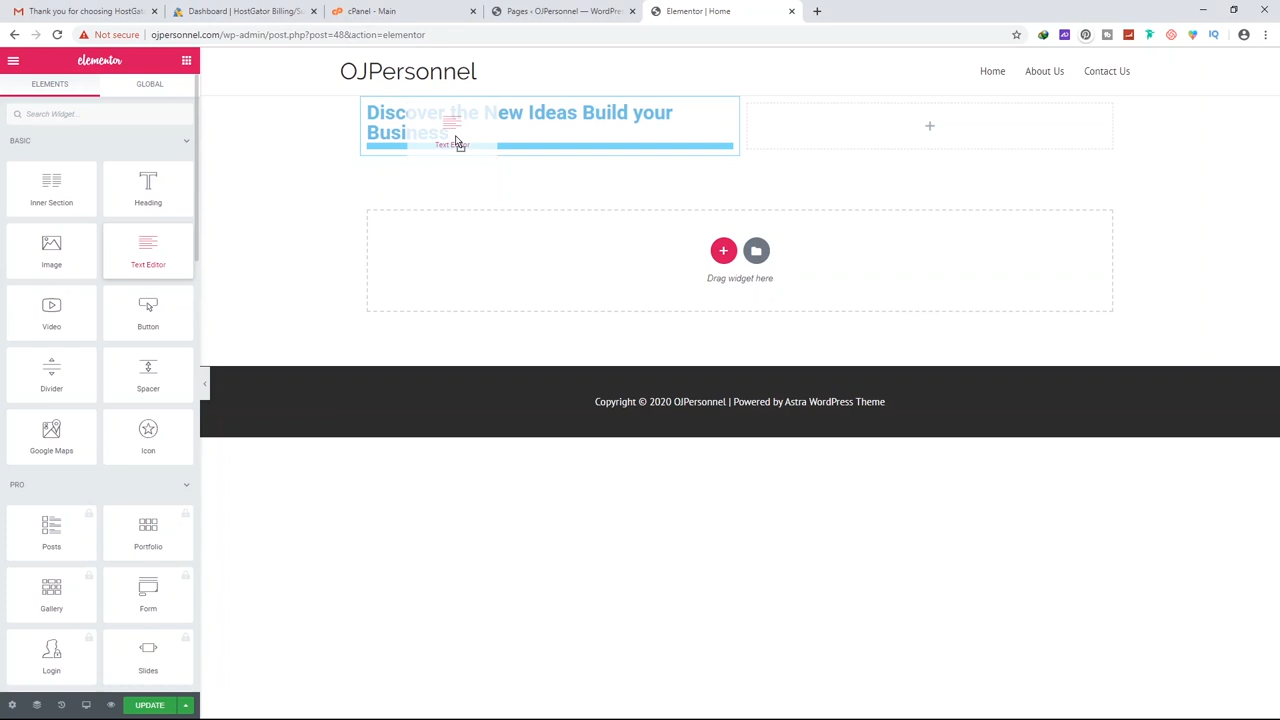 Thank you for choosing HostGat
Dashboard | HostGator Billing/Su
cPanel - Main
Pages ‹ OJPersonnel — WordPre
Elementor | Home
Not secure | ojpersonnel.com/wp-admin/post.php?post=48&action=elementor
elementor
ELEMENTS
GLOBAL
Search Widget...
BASIC
Inner Section
Heading
Image
Text Editor
Video
Button
Divider
Spacer
Google Maps
Icon
PRO
Posts
Portfolio
Gallery
Form
Login
Slides
UPDATE
OJPersonnel
Home
About Us
Contact Us
Discover the New Ideas Build your
Business
Text Editor
Drag widget here
Copyright © 2020 OJPersonnel | Powered by Astra WordPress Theme